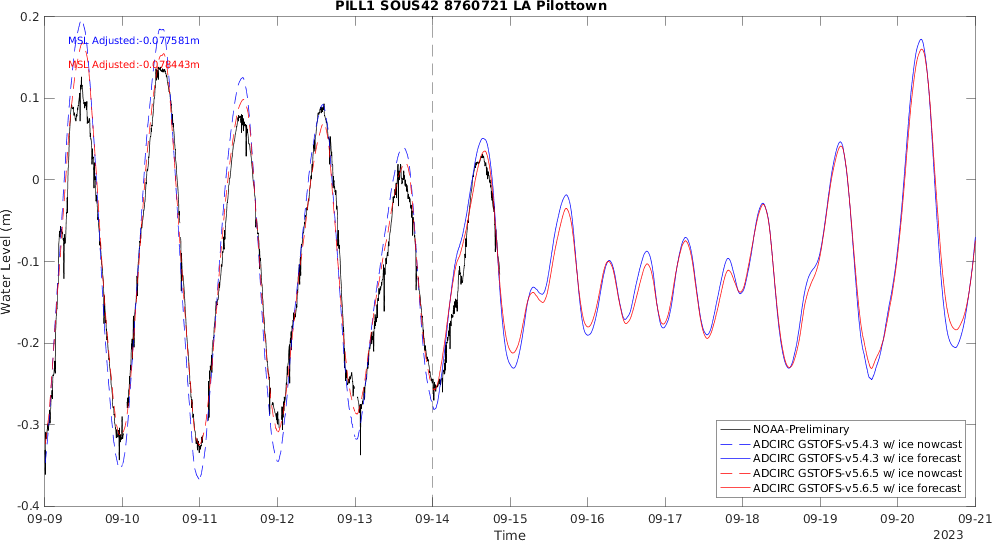 PILL1 SOUS42 8760721 LA Pilottown
MSL Adjusted:-0.077581m
MSL Adjusted:-0.078443m
Water Level (m)
0.2
0.1
0
-0.1
-0.2
-0.3
-0.4
NOAA-Preliminary
ADCIRC GSTOFS-v5.4.3 w/ ice nowcast
ADCIRC GSTOFS-v5.4.3 w/ ice forecast
ADCIRC GSTOFS-v5.6.5 w/ ice nowcast
ADCIRC GSTOFS-v5.6.5 w/ ice forecast
09-09 09-10 09-11 09-12 09-13 09-14 09-15 09-16 09-17 09-18 09-19 09-20 09-21
Time
2023